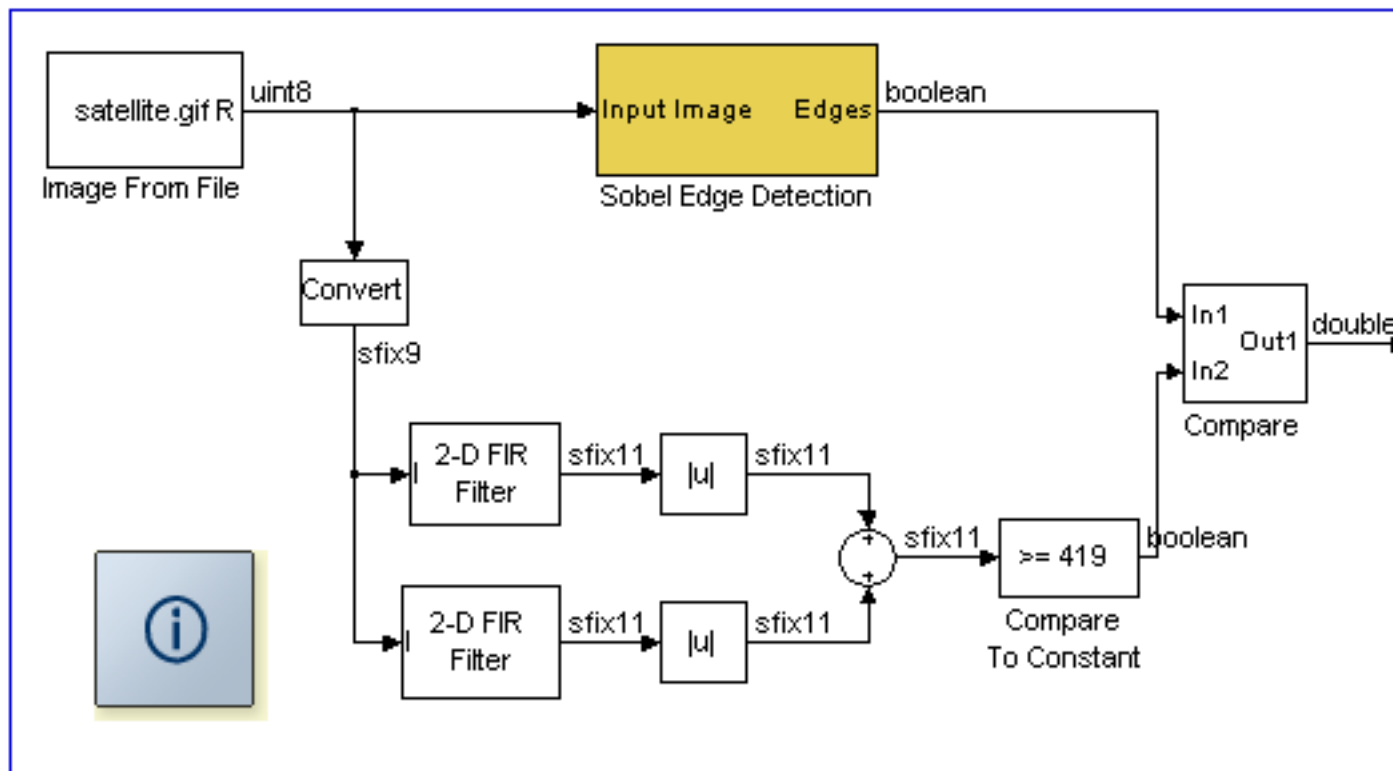 satellite.gif R
uint8
Image From File
Input Image Edges
boolean
Sobel Edge Detection
Convert
sfix9
In1
In2
Out1
double
Compare
2-D FIR
Filter
sfix11
|u|
sfix11
+
+
sfix11
>= 419
boolean
Compare
To Constant
I
2-D FIR
Filter
sfix11
|u|
sfix11
I
i